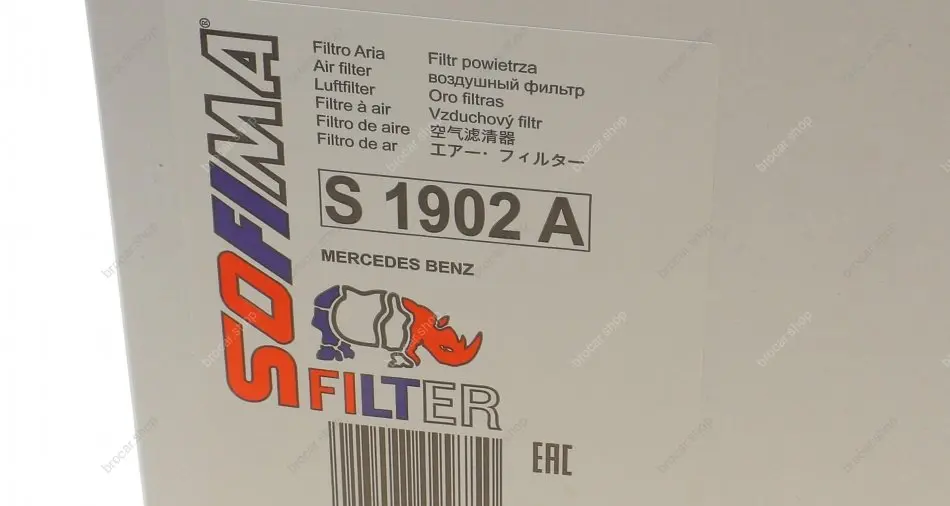 SOFIMA®
Filtro Aria
Air filter
Luftfilter
Filtre à air
Filtro de aire
Filtro de ar
Filtr powietrza
воздушный фильтр
Oro filtras
Vzduchový filtr
空气滤清器
エアー・フィルター
S 1902 A
MERCEDES BENZ
FILTER
EAC
brocar.shop